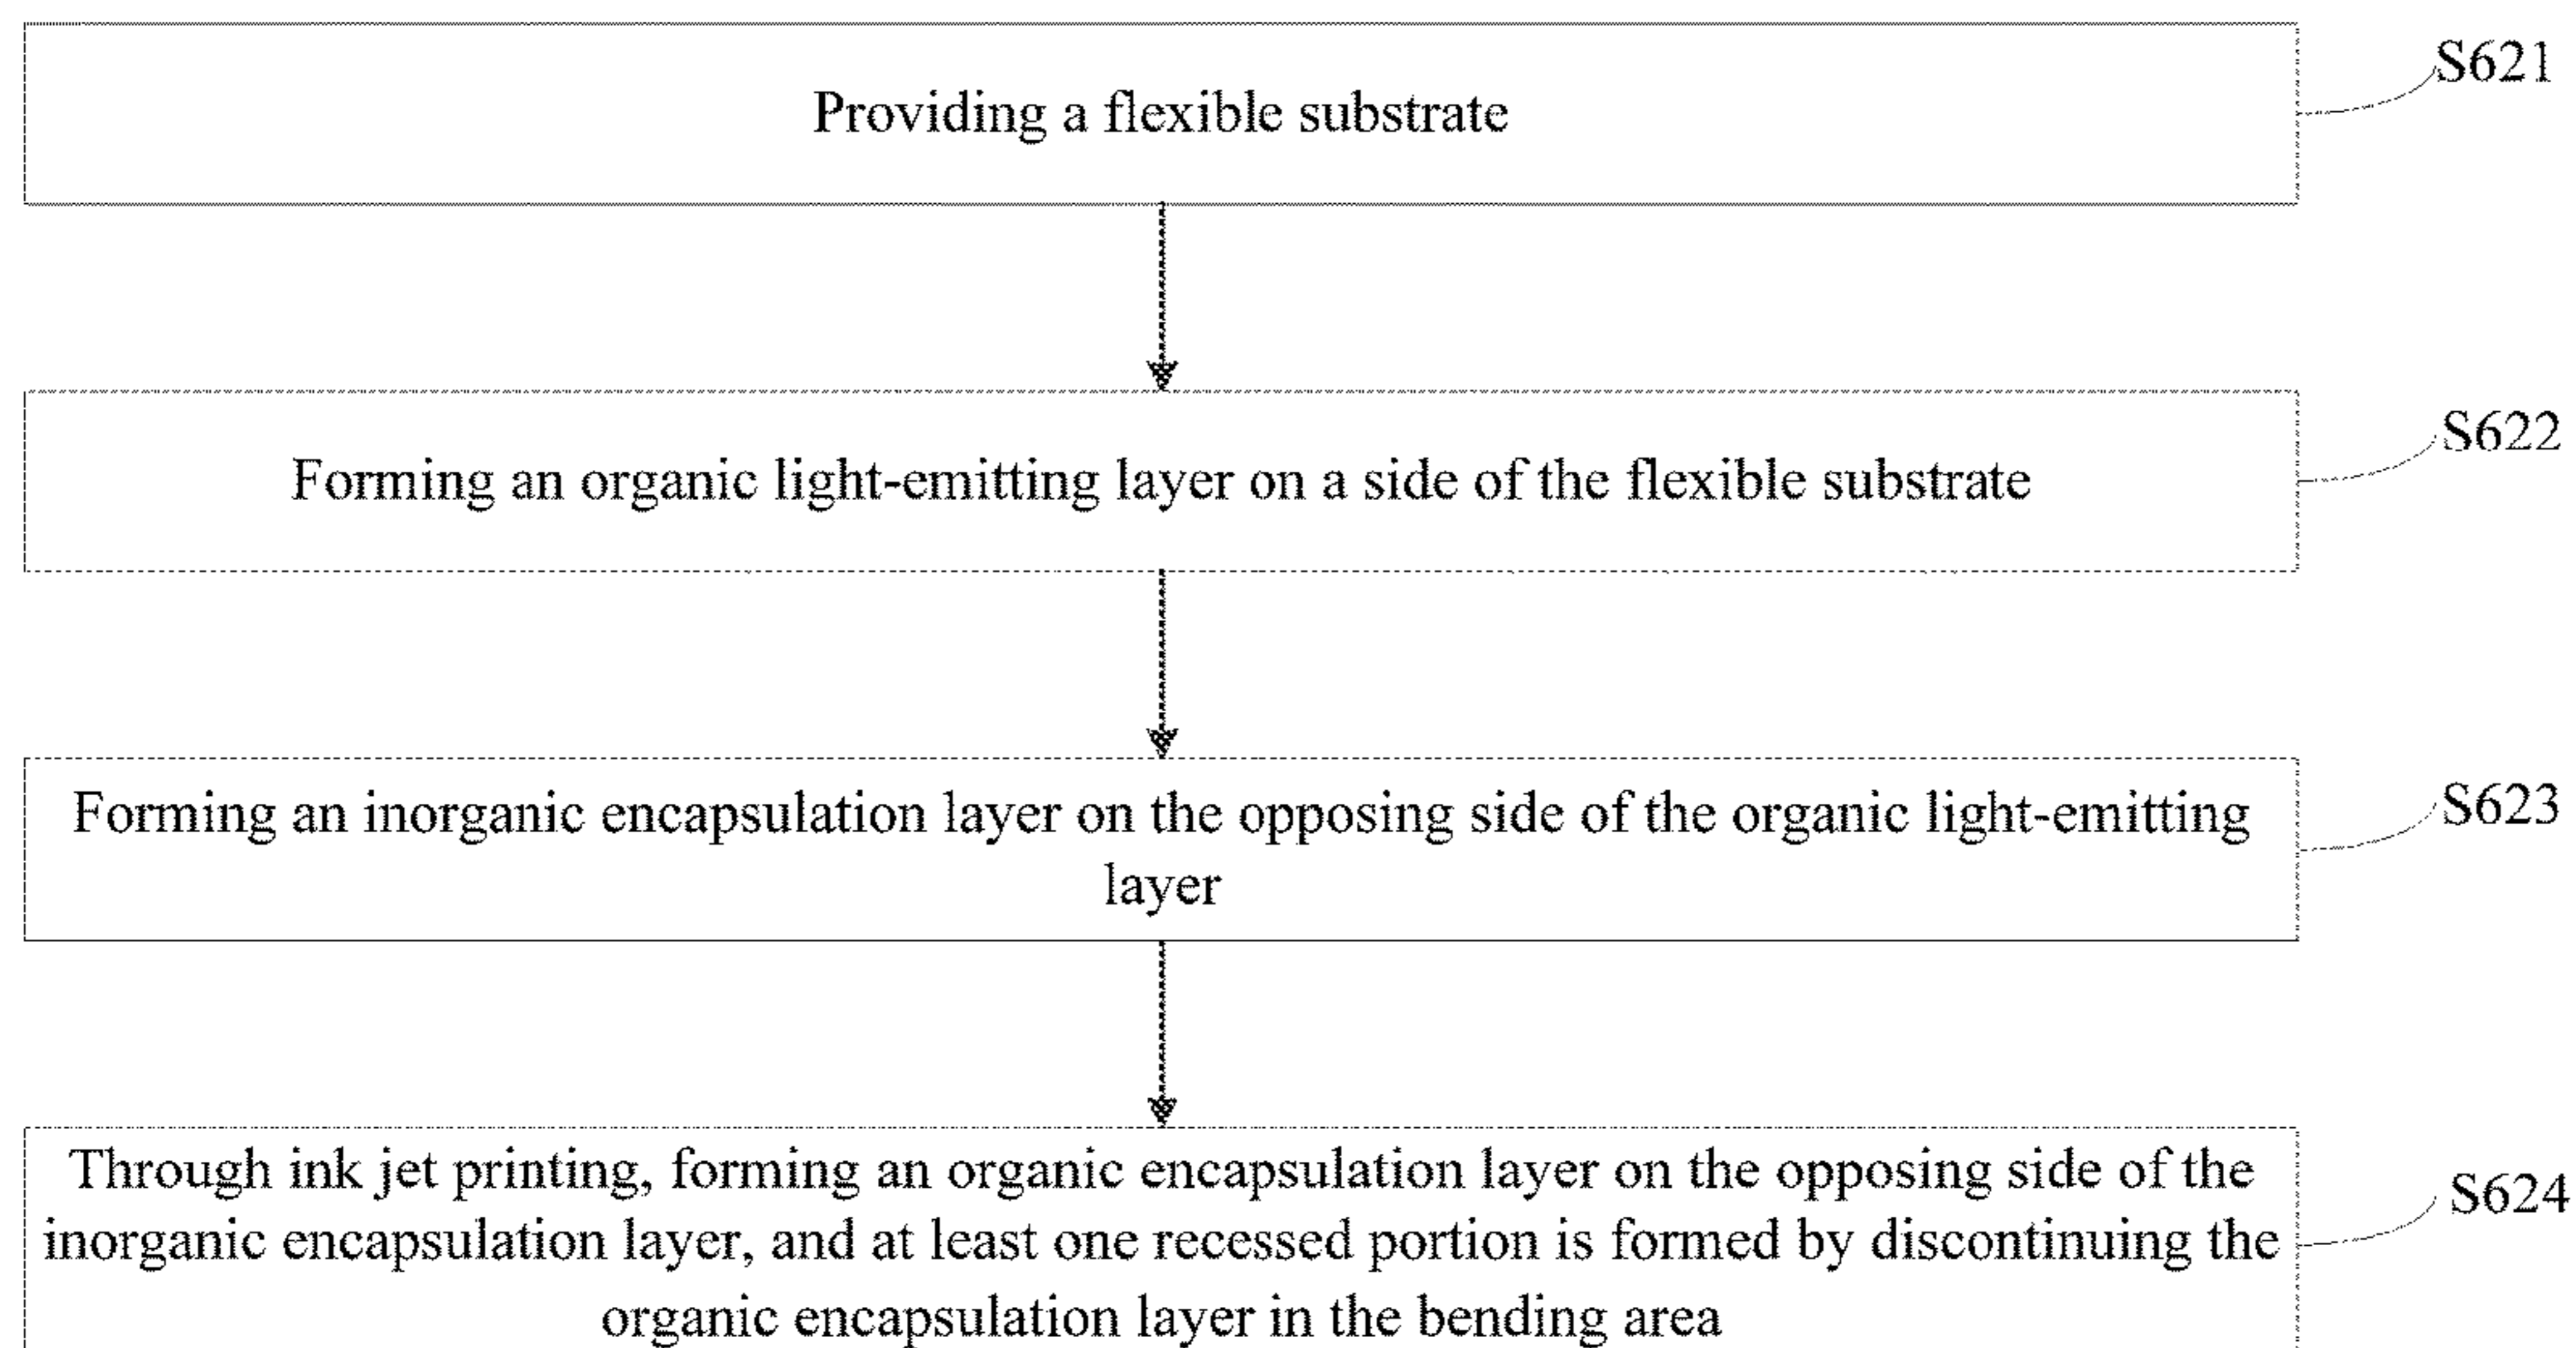 Providing a flexible substrate
S621
Forming an organic light-emitting layer on a side of the flexible substrate
S622
Forming an inorganic encapsulation layer on the opposing side of the organic light-emitting
layer
S623
Through ink jet printing, forming an organic encapsulation layer on the opposing side of the
inorganic encapsulation layer, and at least one recessed portion is formed by discontinuing the
organic encapsulation layer in the bending area
S624